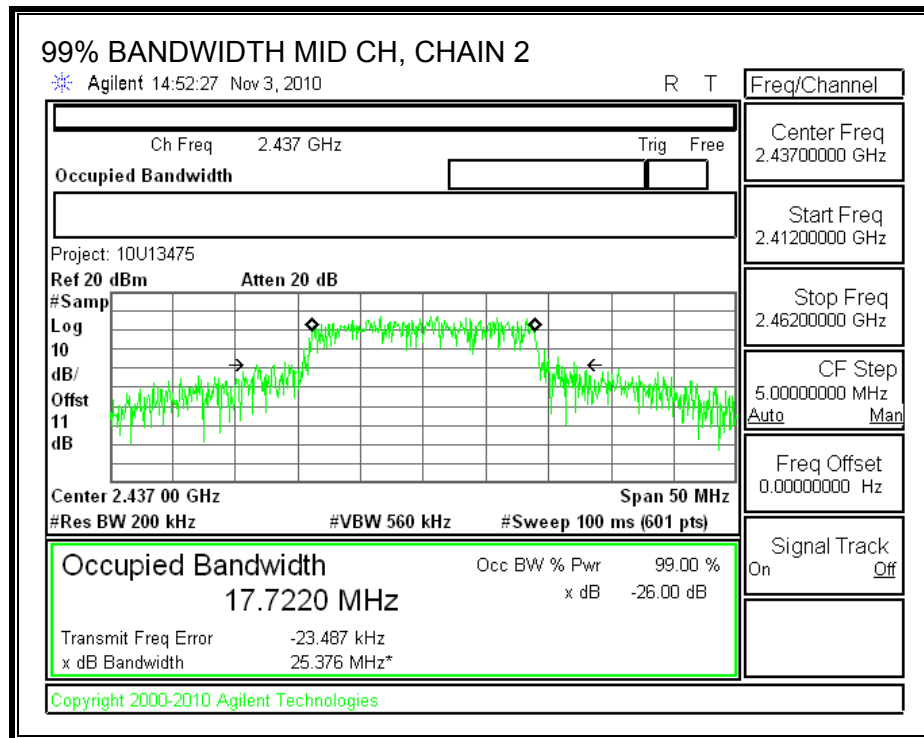 99% BANDWIDTH MID CH, CHAIN 2
Agilent 14:52:27 Nov 3, 2010 R T
Freq/Channel
Ch Freq 2.437 GHz Trig Free
Occupied Bandwidth
Center Freq
2.43700000 GHz
Start Freq
2.41200000 GHz
Stop Freq
2.46200000 GHz
CF Step
5.00000000 MHz
Auto Man
Freq Offset
0.00000000 Hz
Signal Track
On Off
Project: 10U13475
Ref 20 dBm Atten 20 dB
#Samp
Log
10
dB/
Offst
11
dB
Center 2.437 00 GHz Span 50 MHz
#Res BW 200 kHz #VBW 560 kHz #Sweep 100 ms (601 pts)
Occupied Bandwidth Occ BW % Pwr 99.00 %
17.7220 MHz x dB -26.00 dB
Transmit Freq Error -23.487 kHz
x dB Bandwidth 25.376 MHz*
Copyright 2000-2010 Agilent Technologies